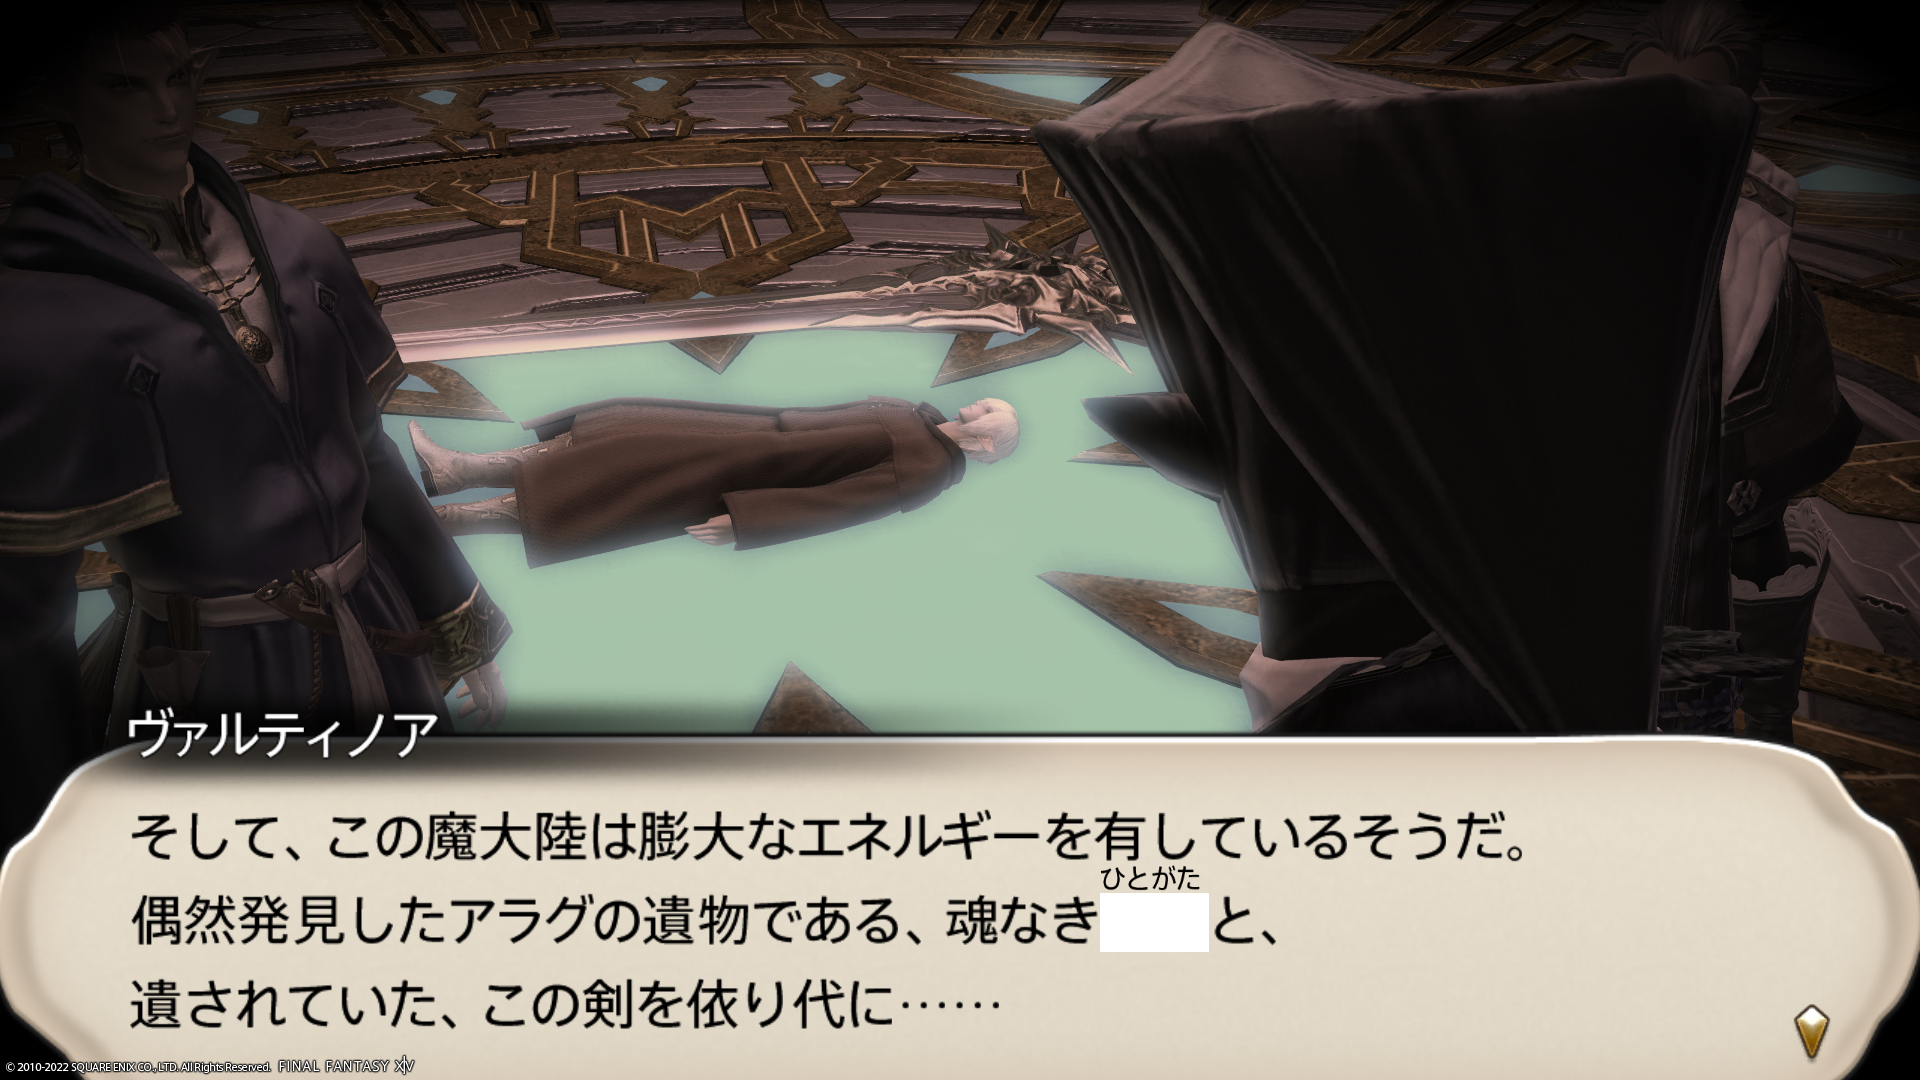 ヴァルティノア
そして、この魔大陸は膨大なエネルギーを有しているそうだ。
ひとがた
偶然発見したアラグの遺物である、魂なき と、
遺されていた、この剣を依り代に……
© 2010-2022 SQUARE ENIX CO., LTD. All Rights Reserved. FINAL FANTASY XIV